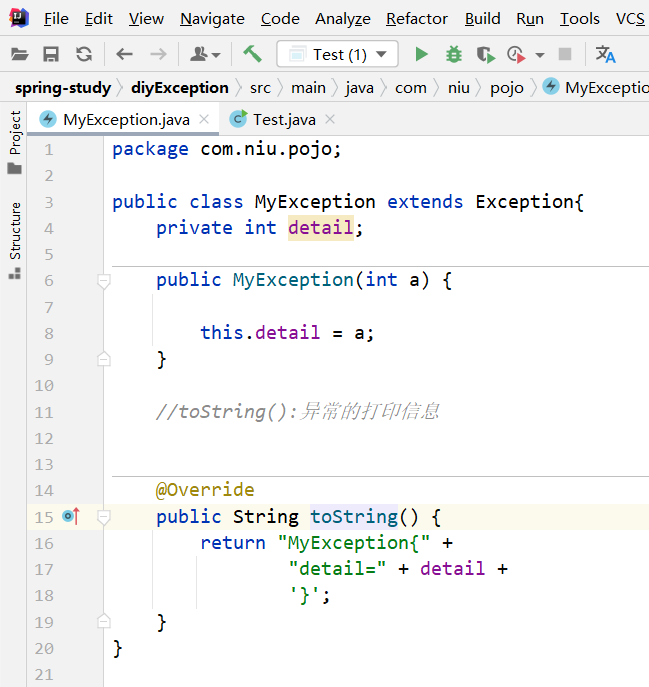 File Edit View Navigate Code Analyze Refactor Build Run Tools VCS
Test (1)
spring-study diyException src main java com niu pojo MyExceptio
MyException.java Test.java
Project
Structure
1 package com.niu.pojo;
2
3 public class MyException extends Exception{
4 private int detail;
5
6 public MyException(int a) {
7
8 this.detail = a;
9 }
10
11 //toString():异常的打印信息
12
13
14 @Override
15 public String toString() {
16 return "MyException{" +
17 "detail=" + detail +
18 '}';
19 }
20 }
21